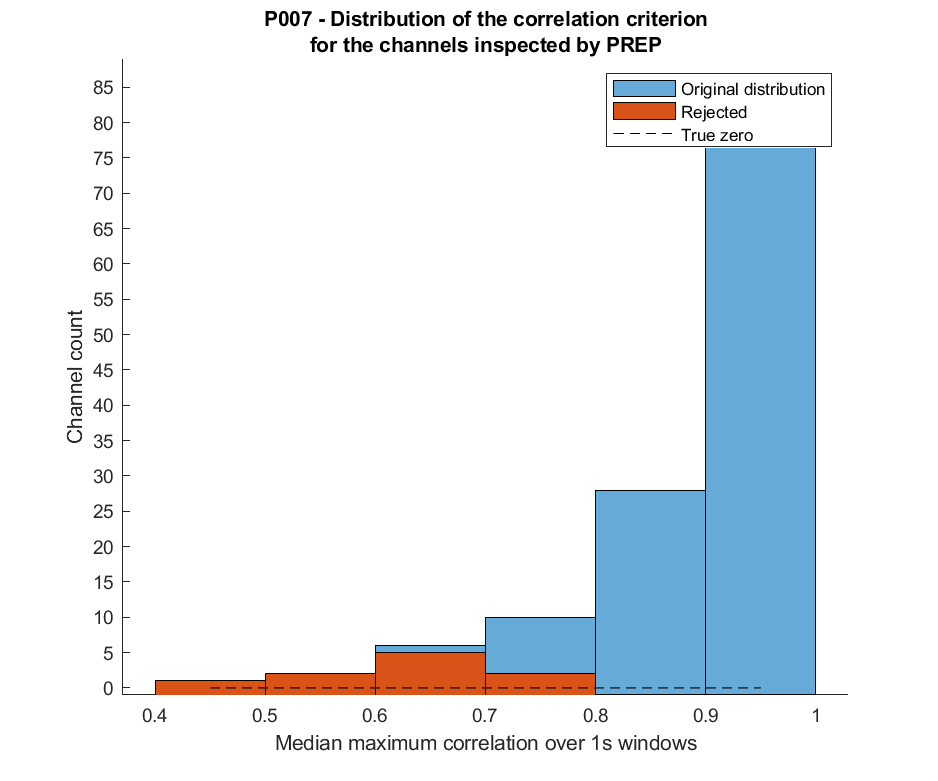 P007 - Distribution of the correlation criterion
for the channels inspected by PREP
Original distribution
Rejected
True zero
85
80
75
70
65
60
55
50
45
40
35
30
25
20
15
10
5
0
Channel count
0.4 0.5 0.6 0.7 0.8 0.9 1
Median maximum correlation over 1s windows